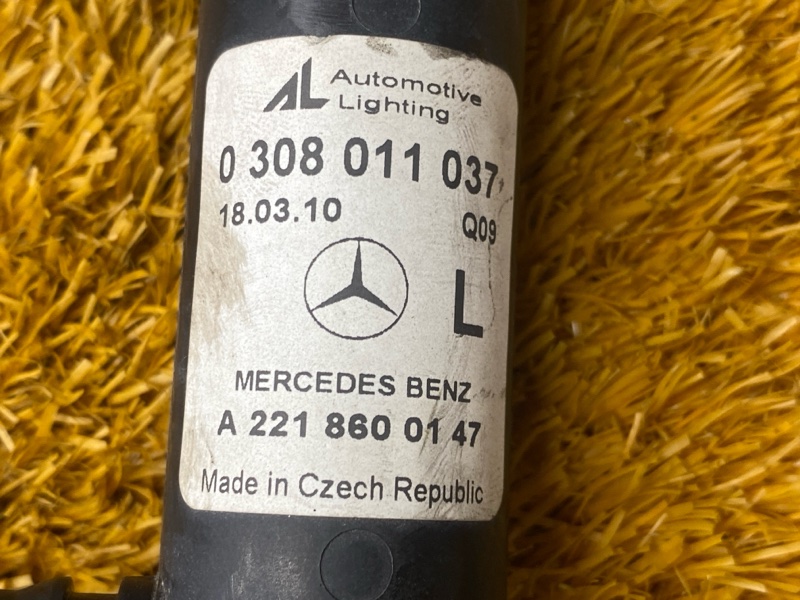 AL Automotive
Lighting
0 308 011 037
18.03.10 Q09
L
MERCEDES BENZ
A 221 860 01 47
Made in Czech Republic